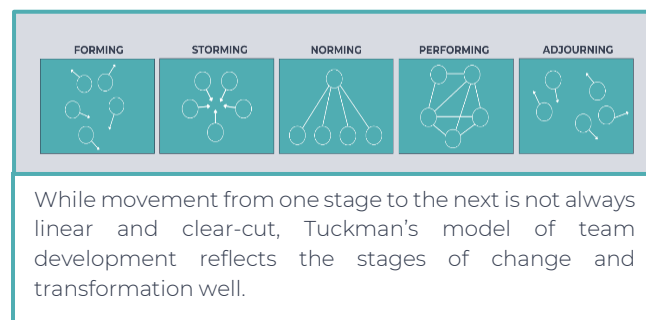 FORMING STORMING NORMING PERFORMING ADJOURNING
While movement from one stage to the next is not always
linear and clear-cut, Tuckman’s model of team
development reflects the stages of change and
transformation well.